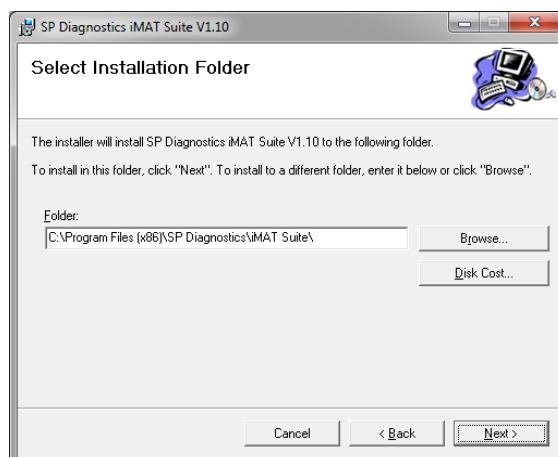 SP Diagnostics iMAT Suite V1.10
Select Installation Folder
The installer will install SP Diagnostics iMAT Suite V1.10 to the following folder.
To install in this folder, click "Next". To install to a different folder, enter it below or click "Browse".
Folder:
C:\Program Files (x86)\SP Diagnostics\iMAT Suite\
Browse...
Disk Cost...
Cancel
< Back
Next >